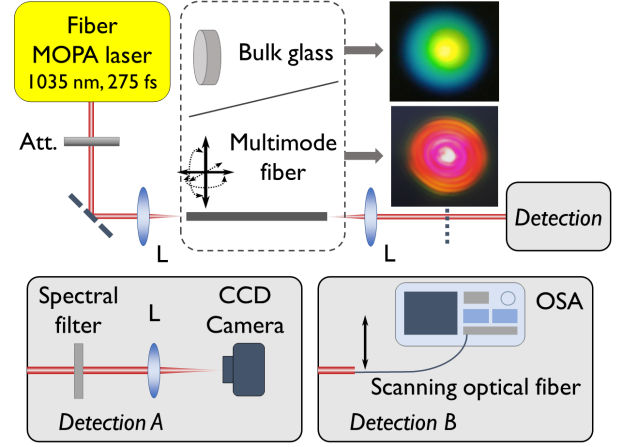 Fiber
MOPA laser
1035 nm, 275 fs
Bulk glass
Att.
Multimode
fiber
L
L
Detection
Spectral
filter
L
CCD
Camera
Detection A
OSA
Scanning optical fiber
Detection B